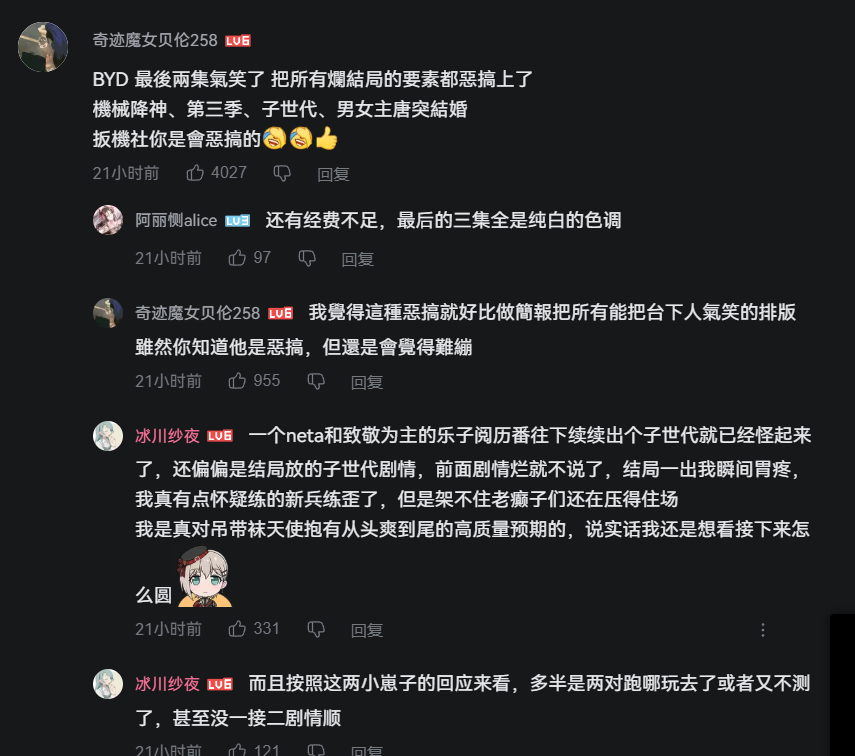 奇迹魔女贝伦258 LV6
BYD 最後兩集氣笑了 把所有爛結局的要素都惡搞上了
機械降神、第三季、子世代、男女主唐突結婚
扳機社你是會惡搞的
21小时前 4027 回复
阿丽恻alice LV3 还有经费不足，最后的三集全是纯白的色调
21小时前 97 回复
奇迹魔女贝伦258 LV6 我覺得這種惡搞就好比做簡報把所有能把台下人氣笑的排版
雖然你知道他是惡搞，但還是會覺得難繃
21小时前 955 回复
冰川纱夜 LV6 一个neta和致敬为主的乐子阅历番往下续续出个子世代就已经怪起来
了，还偏偏是结局放的子世代剧情，前面剧情烂就不说了，结局一出我瞬间胃疼，
我真有点怀疑练的新兵练歪了，但是架不住老癫子们还在压得住场
我是真对吊带袜天使抱有从头爽到尾的高质量预期的，说实话我还是想看接下来怎
么圆
21小时前 331 回复
冰川纱夜 LV6 而且按照这两小崽子的回应来看，多半是两对跑哪玩去了或者又不测
了，甚至没一接二剧情顺
21小时前 121 回复